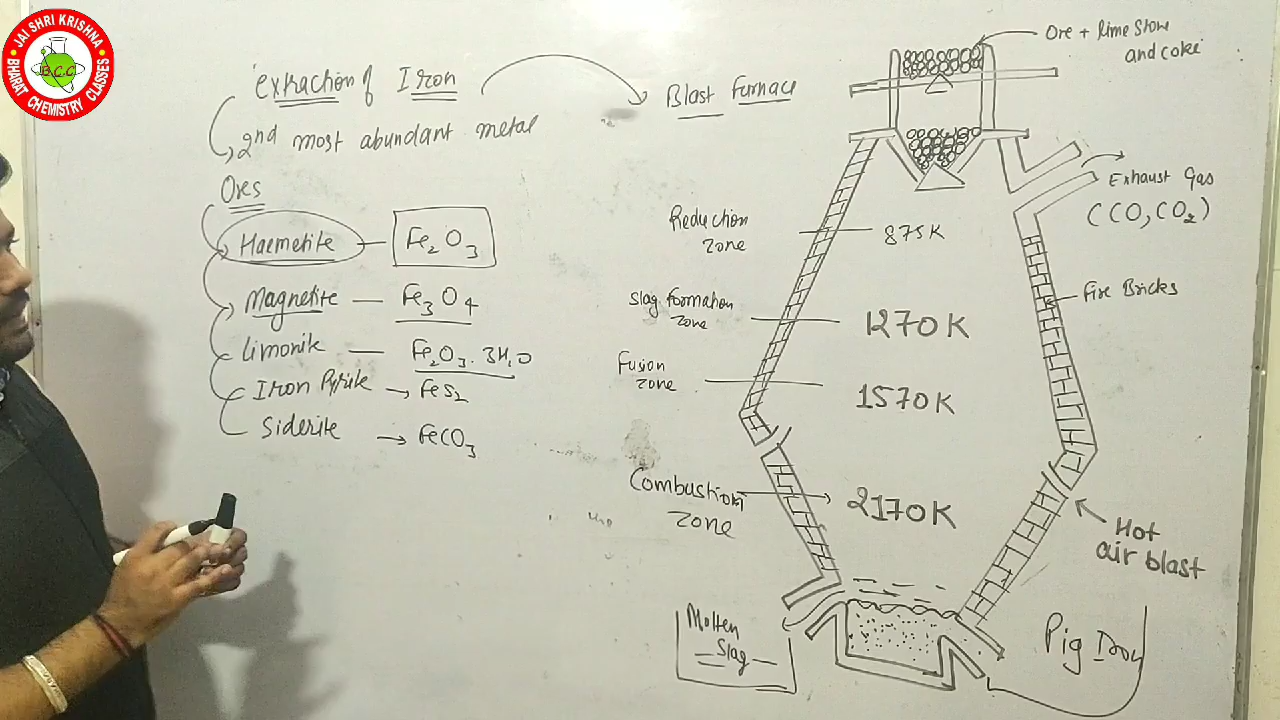 JAI SHRI KRISHNA
B.C.C
BHARAT CHEMISTRY CLASSES
Extraction of Iron
2nd most abundant metal
Ores
Haemetite — Fe2O3
Magnetite — Fe3O4
Limonite — Fe2O3.3H2O
Iron Pyrite → FeS2
Siderite → FeCO3
Blast Furnace
Ore + lime stone
and coke
Exhaust Gas
(CO, CO2)
Reduction
Zone
875K
Fire Bricks
Slag formation
Zone
1270K
Fusion
Zone
1570K
Combustion
Zone
2170K
Hot
air blast
Molten
Slag
Pig Iron